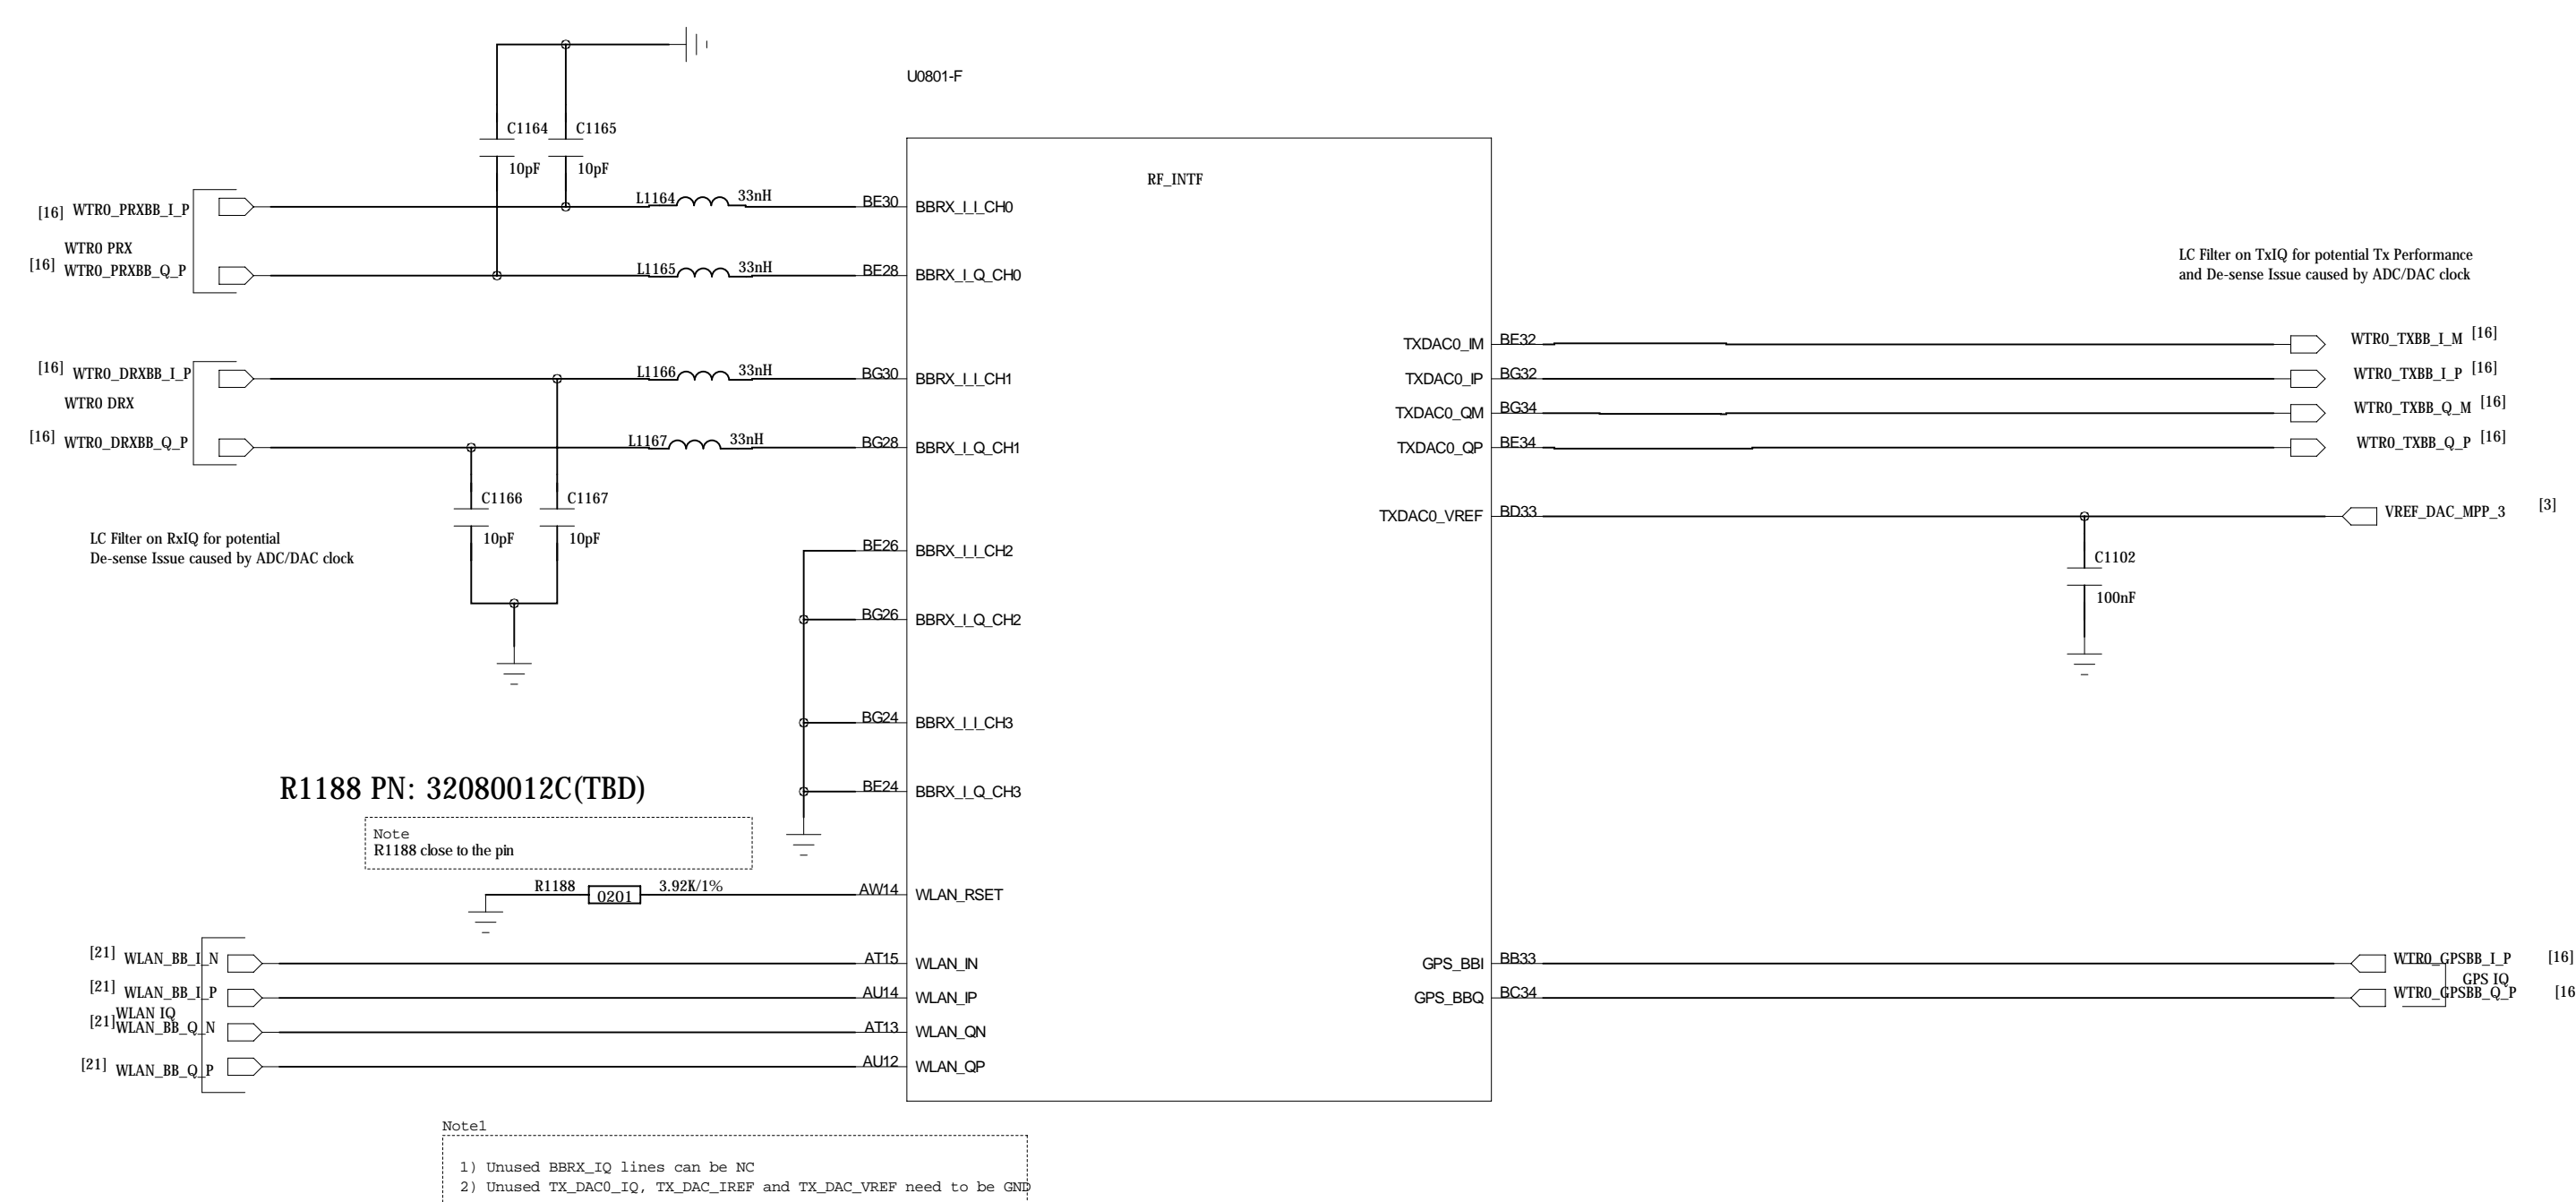 U0801-F
C1164
C1165
10pF
10pF
RF_INTF
[16] WTR0_PRXBB_I_P
L1164
33nH
BE30
BBRX_I_I_CH0
WTR0 PRX
[16] WTR0_PRXBB_Q_P
L1165
33nH
BE28
BBRX_I_Q_CH0
LC Filter on TxIQ for potential Tx Performance
and De-sense Issue caused by ADC/DAC clock
TXDAC0_IM
BE32
WTR0_TXBB_I_M [16]
[16] WTR0_DRXBB_I_P
L1166
33nH
BG30
BBRX_I_I_CH1
TXDAC0_IP
BG32
WTR0_TXBB_I_P [16]
WTR0 DRX
TXDAC0_QM
BG34
WTR0_TXBB_Q_M [16]
[16] WTR0_DRXBB_Q_P
L1167
33nH
BG28
BBRX_I_Q_CH1
TXDAC0_QP
BE34
WTR0_TXBB_Q_P [16]
C1166
C1167
10pF
10pF
TXDAC0_VREF
BD33
VREF_DAC_MPP_3 [3]
LC Filter on RxIQ for potential
De-sense Issue caused by ADC/DAC clock
BE26
BBRX_I_I_CH2
C1102
100nF
BG26
BBRX_I_Q_CH2
BG24
BBRX_I_I_CH3
R1188 PN: 32080012C(TBD)
BE24
BBRX_I_Q_CH3
Note
R1188 close to the pin
R1188
0201
3.92K/1%
AW14
WLAN_RSET
[21] WLAN_BB_I_N
AT15
WLAN_IN
GPS_BBI
BB33
WTR0_GPSBB_I_P [16]
GPS IQ
[21] WLAN_BB_I_P
AU14
WLAN_IP
GPS_BBQ
BC34
WTR0_GPSBB_Q_P [16
WLAN IQ
[21] WLAN_BB_Q_N
AT13
WLAN_QN
[21] WLAN_BB_Q_P
AU12
WLAN_QP
Note1
1) Unused BBRX_IQ lines can be NC
2) Unused TX_DAC0_IQ, TX_DAC_IREF and TX_DAC_VREF need to be GND